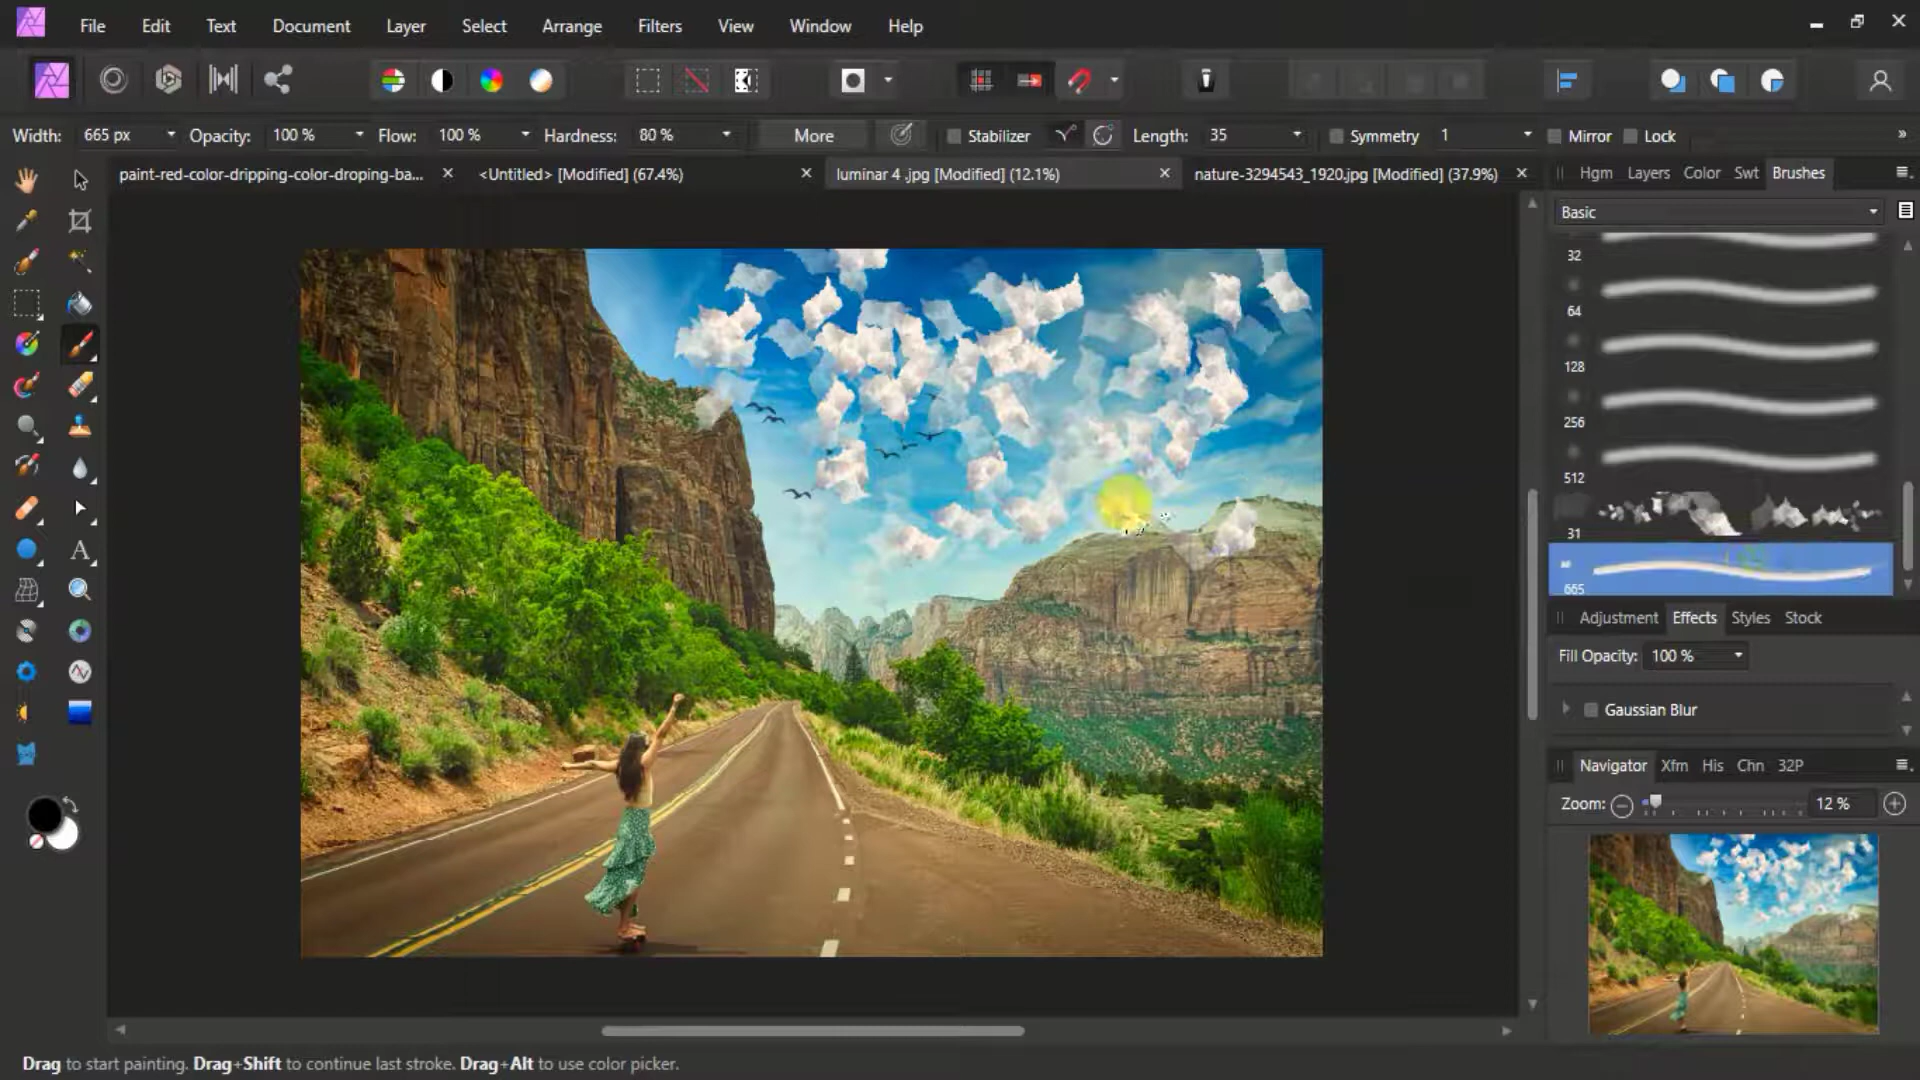 File Edit Text Document Layer Select Arrange Filters View Window Help
Width: 665 px Opacity: 100 % Flow: 100 % Hardness: 80 % More Stabilizer Length: 35 Symmetry 1 Mirror Lock »
paint-red-color-dripping-color-droping-ba... <Untitled> [Modified] (67.4%) luminar 4 .jpg [Modified] (12.1%) nature-3294543_1920.jpg [Modified] (37.9%)
Hgm Layers Color Swt Brushes
Basic
32
64
128
256
512
31
665
Adjustment Effects Styles Stock
Fill Opacity: 100 %
Gaussian Blur
Navigator Xfm His Chn 32P
Zoom: 12 %
A
Drag to start painting. Drag+Shift to continue last stroke. Drag+Alt to use color picker.